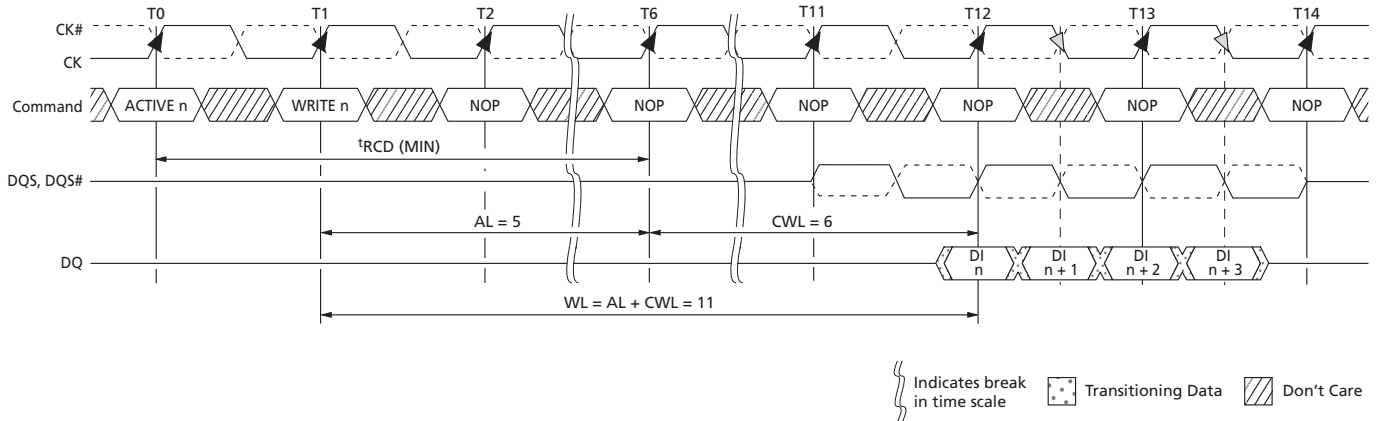 T0 T1 T2 T6 T11 T12 T13 T14
CK#
CK
Command ACTIVE n WRITE n NOP NOP NOP NOP NOP NOP
tRCD (MIN)
DQS, DQS#
AL = 5 CWL = 6
DQ DI n DI n + 1 DI n + 2 DI n + 3
WL = AL + CWL = 11
Indicates break
in time scale
Transitioning Data
Don't Care